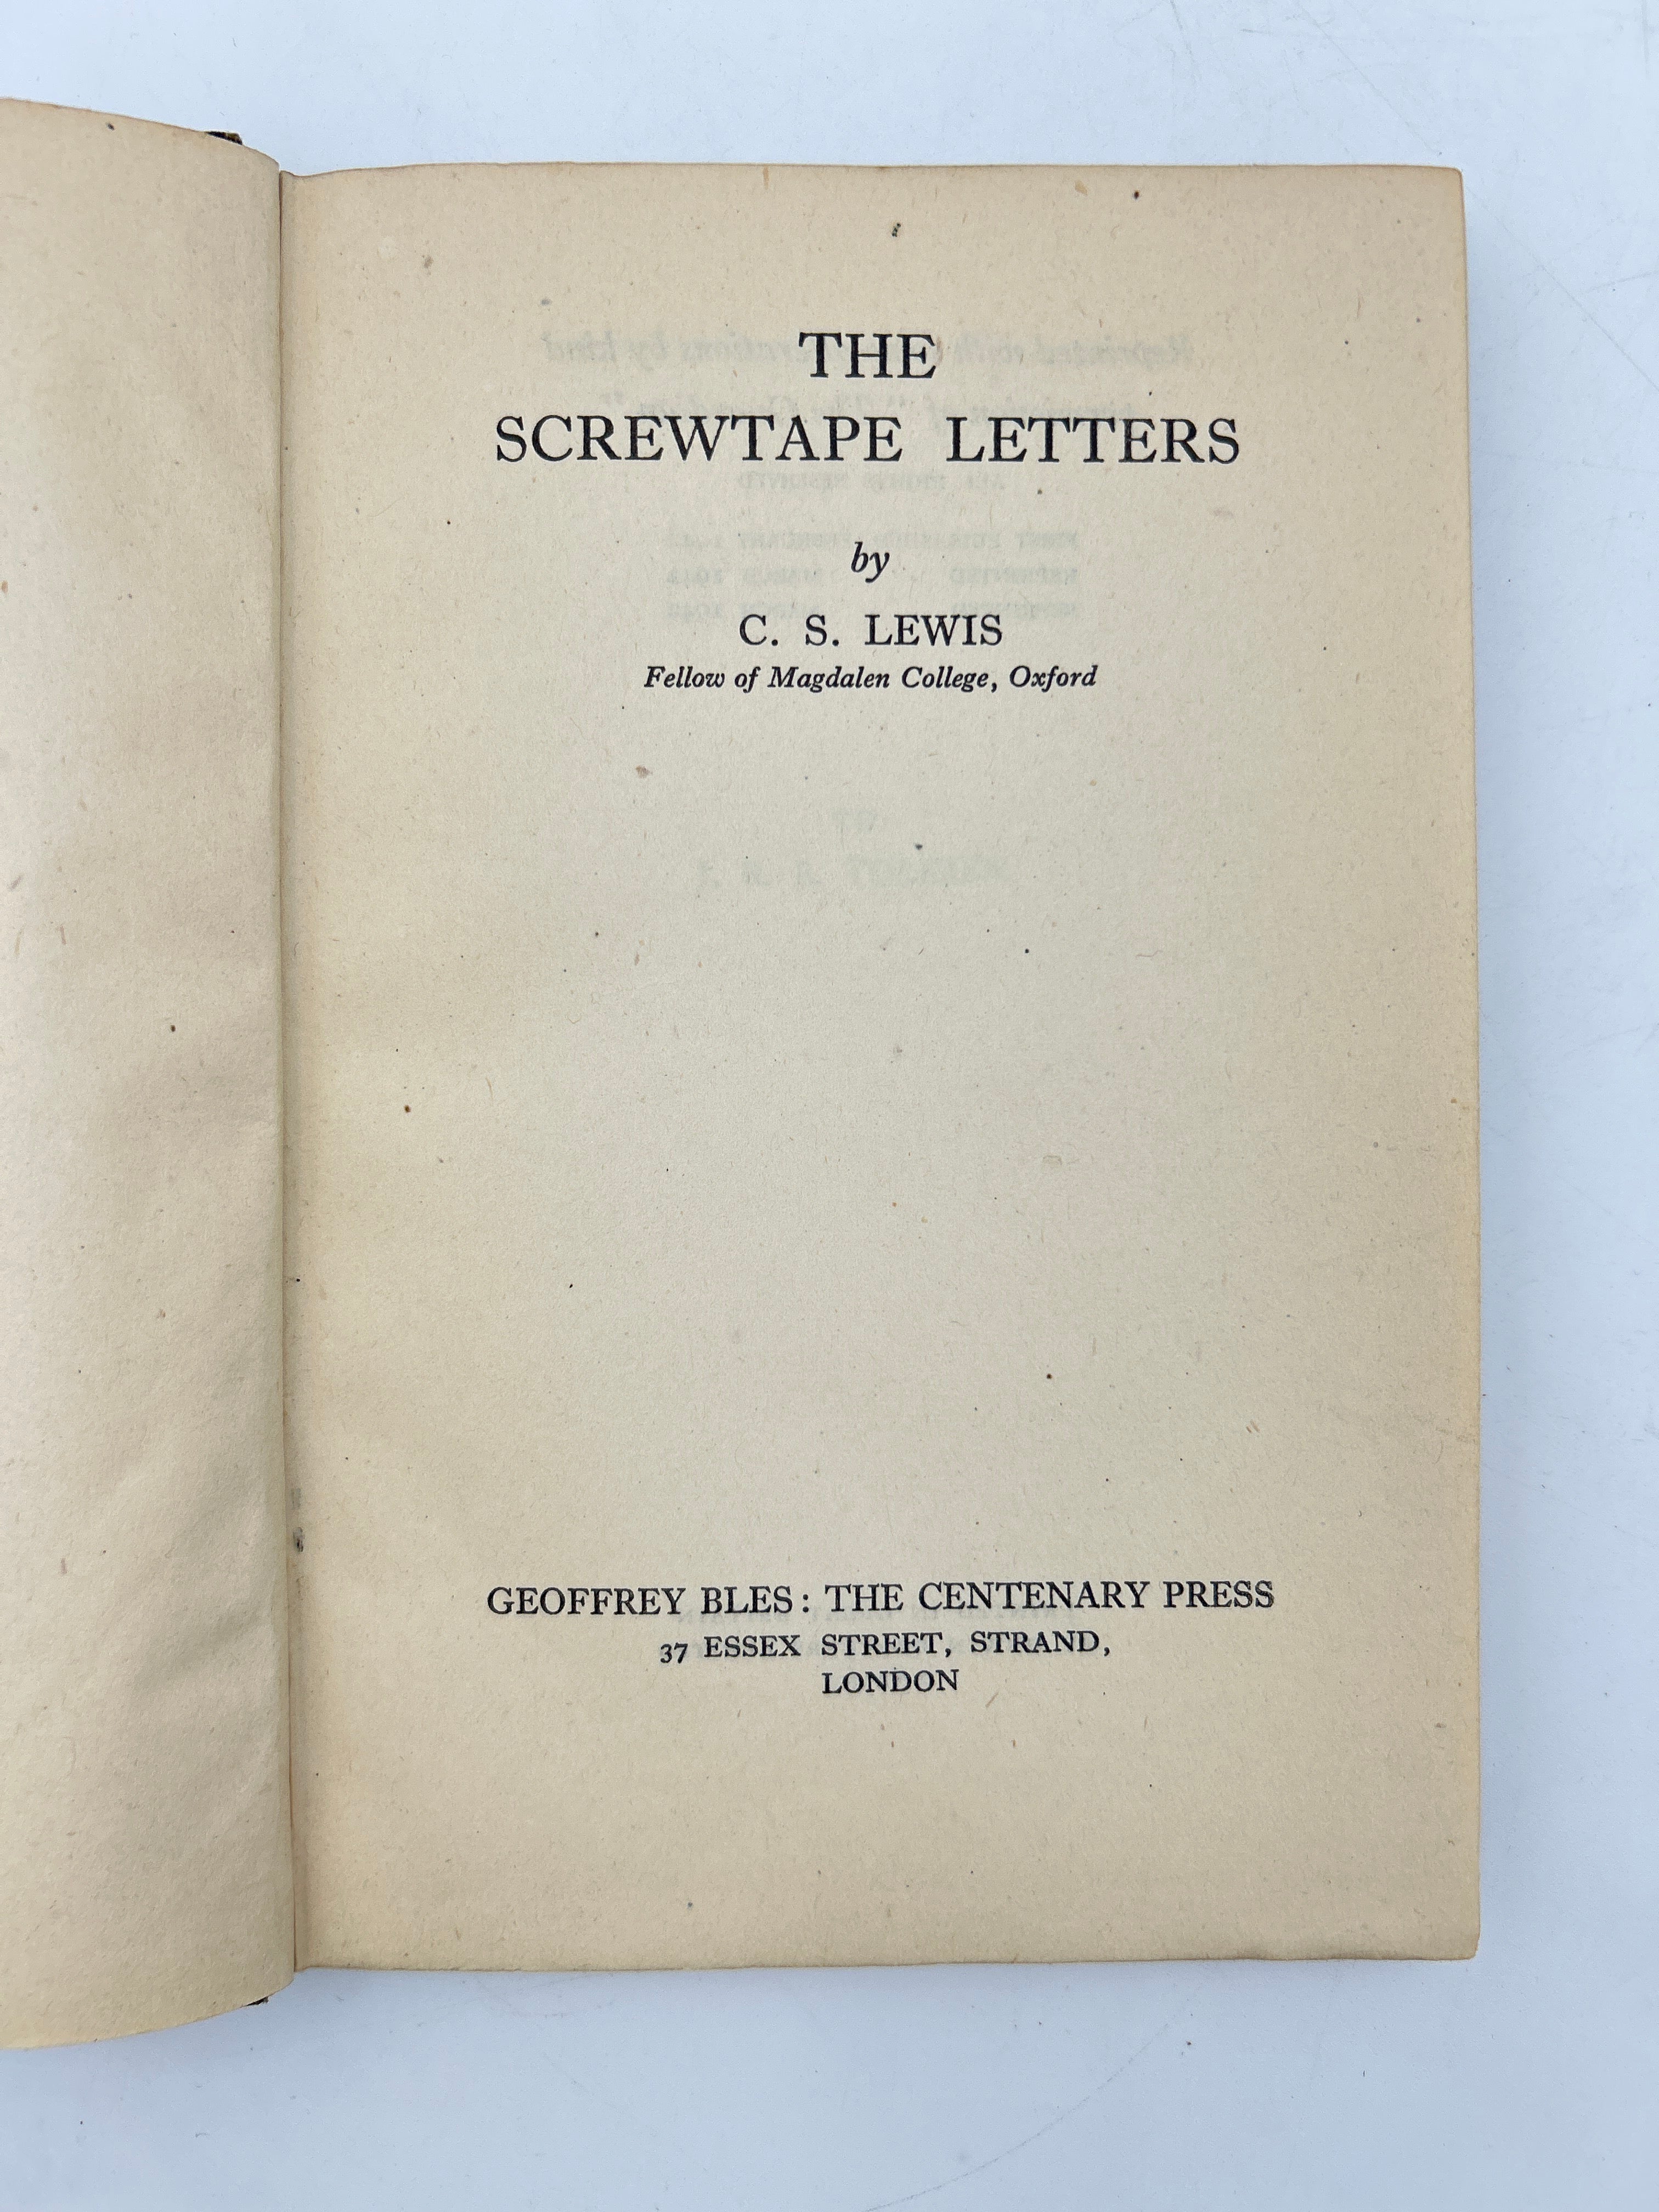 THE
SCREWTAPE LETTERS
by
C. S. LEWIS
Fellow of Magdalen College, Oxford
GEOFFREY BLES: THE CENTENARY PRESS
37 ESSEX STREET, STRAND,
LONDON